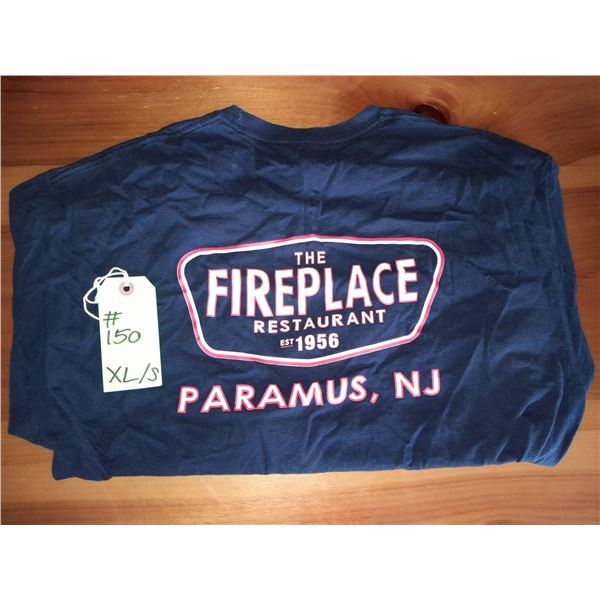 THE
FIREPLACE
RESTAURANT
EST 1956
PARAMUS, NJ
#
150
XL/S